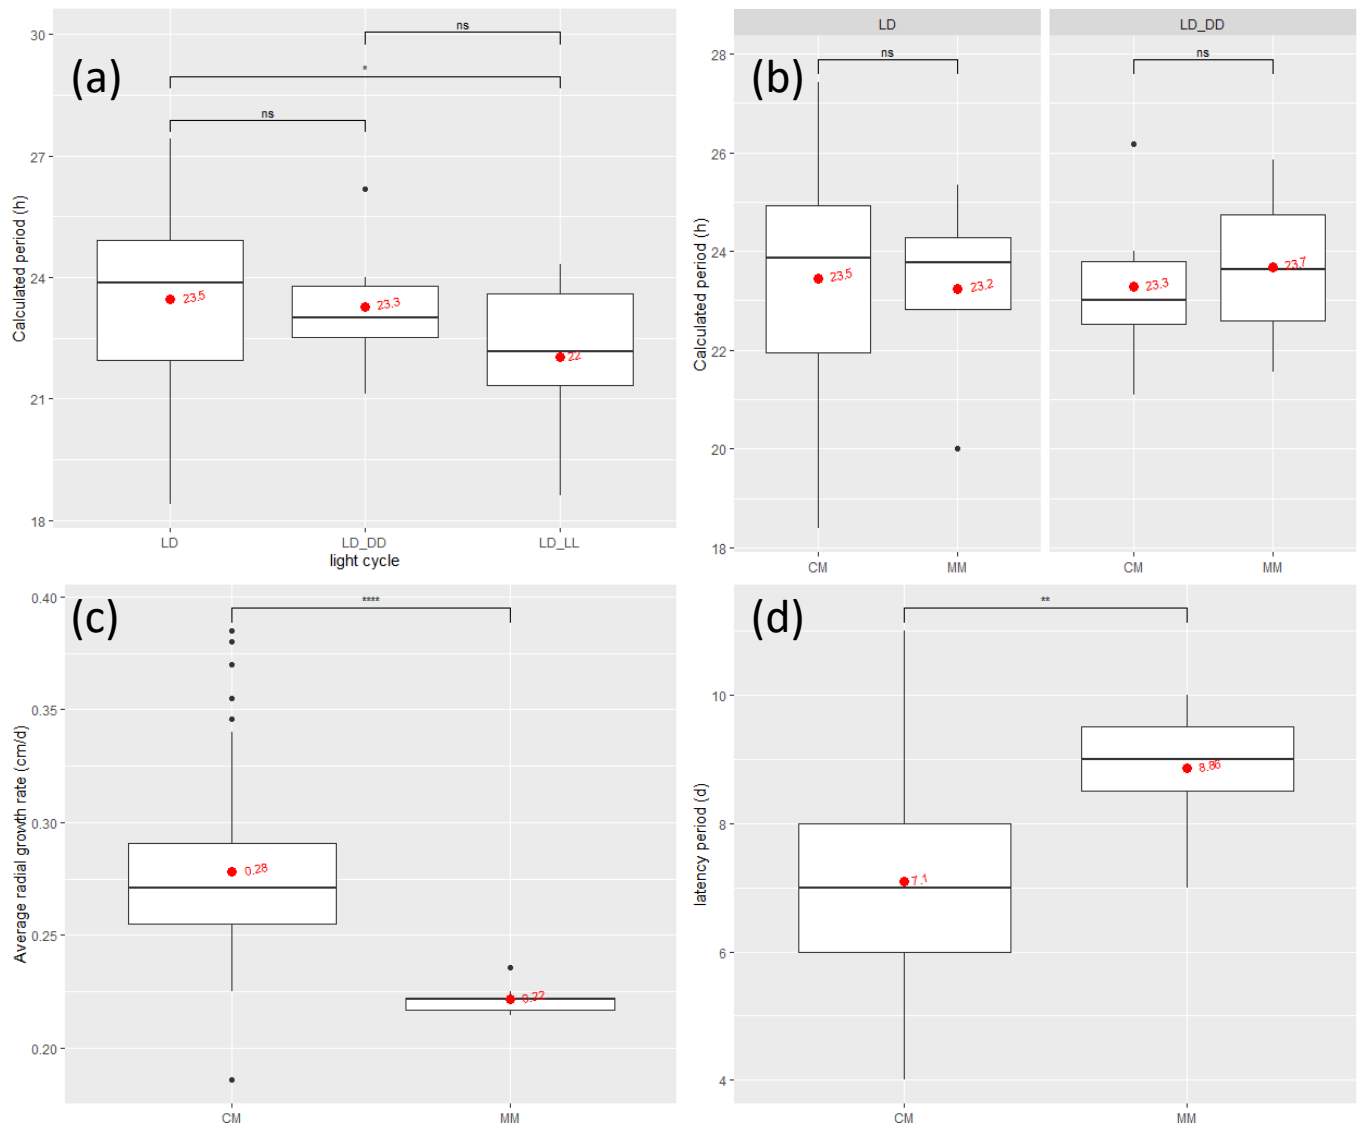 (a)
Calculated period (h)
30
27
24
21
18
ns
*
ns
23.5
23.3
22
LD
LD_DD
LD_LL
light cycle
(b)
LD
LD_DD
Calculated period (h)
28
26
24
22
20
18
ns
ns
23.5
23.2
23.3
23.7
CM
MM
CM
MM
(c)
Average radial growth rate (cm/d)
0.40
0.35
0.30
0.25
0.20
****
0.28
0.22
CM
MM
(d)
latency period (d)
10
8
6
4
**
7.1
8.86
CM
MM